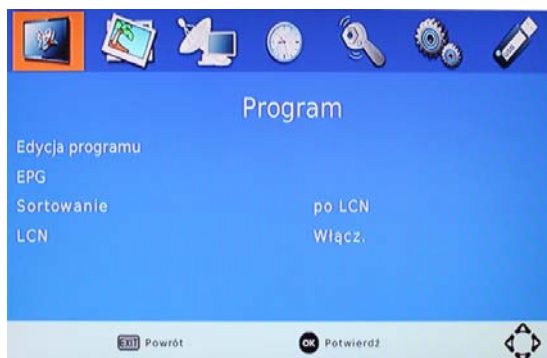 Program
Edycja programu
EPG
Sortowanie po LCN
LCN Włącz.
EXIT Powrót OK Potwierdź